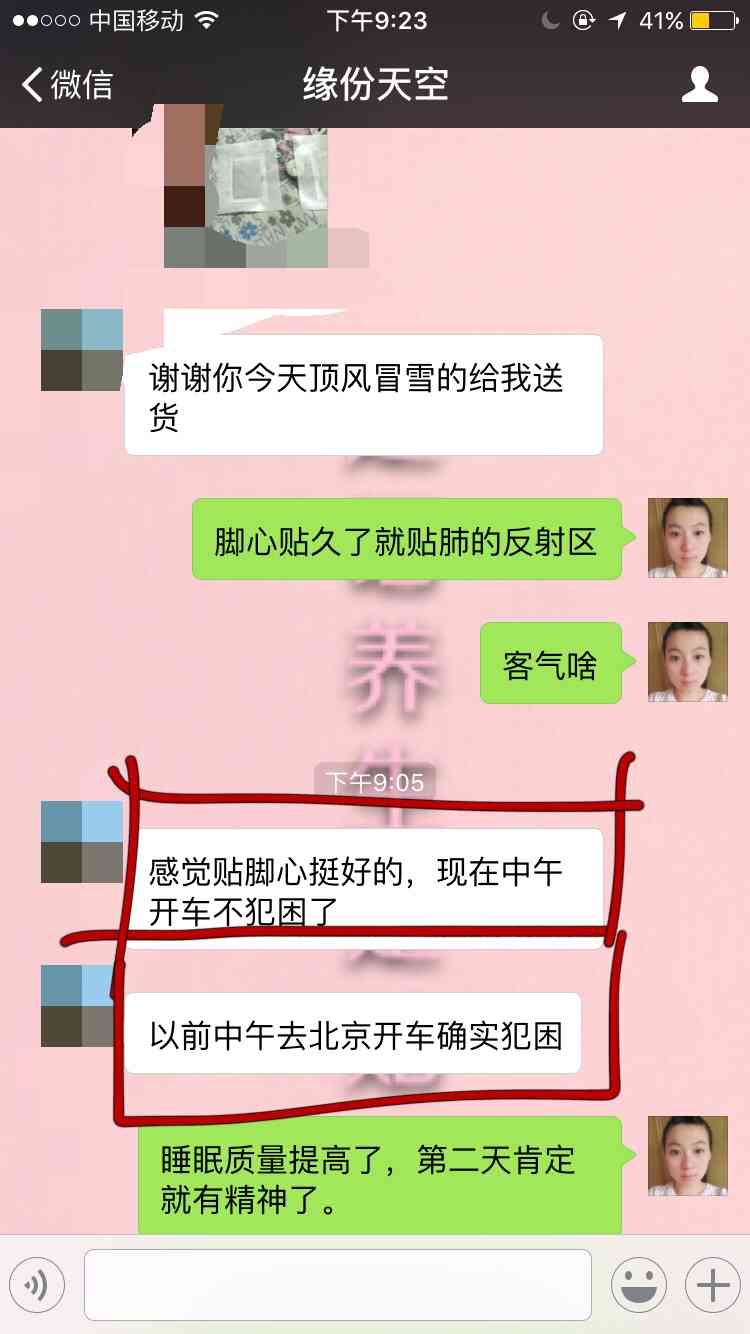 中国移动
下午9:23
41%
微信
缘份天空
谢谢你今天顶风冒雪的给我送
货
脚心贴久了就贴肺的反射区
客气啥
养
生
下午9:05
感觉贴脚心挺好的，现在中午
开车不犯困了
以前中午去北京开车确实犯困
睡眠质量提高了，第二天肯定
就有精神了。